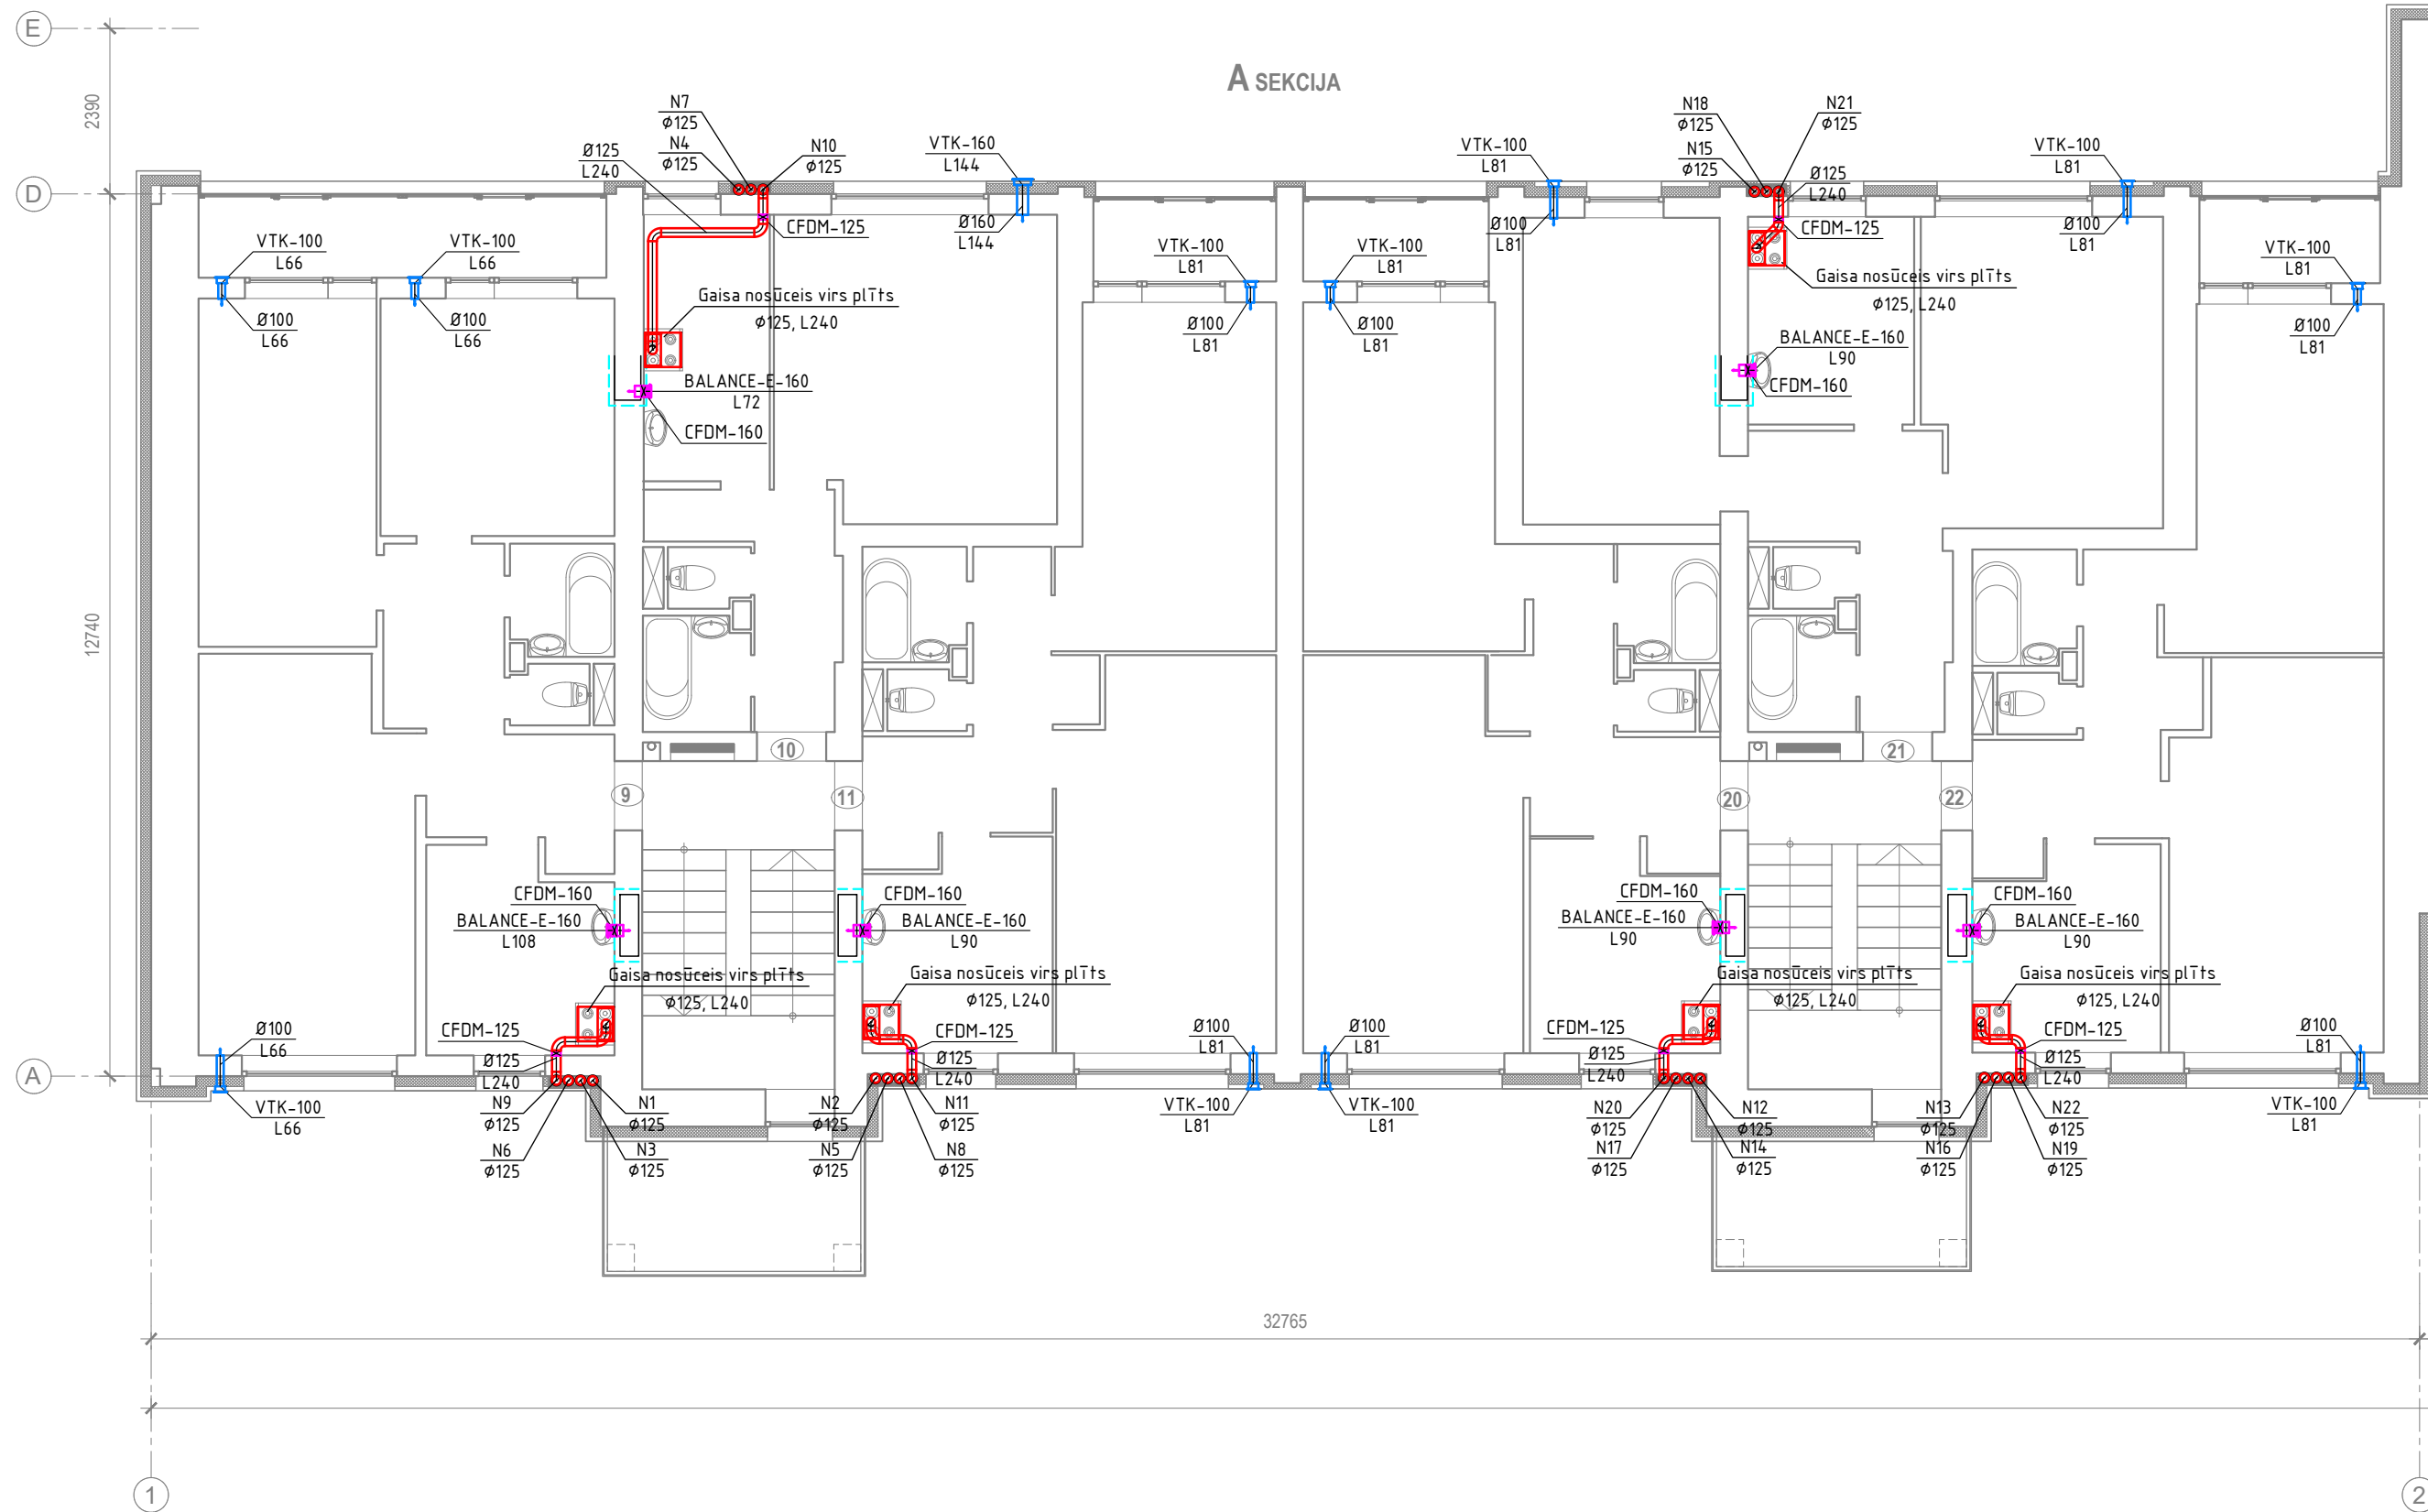 E
A SEKCIJA
2390
N7
ϕ125
N4
ϕ125
N10
ϕ125
Ø125
L240
VTK-160
L144
VTK-100
L81
N18
ϕ125
N15
ϕ125
N21
ϕ125
VTK-100
L81
D
CFDM-125
Ø160
L144
Ø125
L240
CFDM-125
Ø100
L81
Ø100
L81
VTK-100
L66
VTK-100
L66
VTK-100
L81
VTK-100
L81
VTK-100
L81
Gaisa nosūceis virs plīts
ϕ125, L240
Gaisa nosūceis virs plīts
ϕ125, L240
Ø100
L66
Ø100
L66
Ø100
L81
Ø100
L81
Ø100
L81
BALANCE-E-160
L72
CFDM-160
BALANCE-E-160
L90
CFDM-160
12740
10
21
9
11
20
22
CFDM-160
BALANCE-E-160
L108
CFDM-160
BALANCE-E-160
L90
CFDM-160
BALANCE-E-160
L90
CFDM-160
BALANCE-E-160
L90
Gaisa nosūceis virs plīts
ϕ125, L240
Gaisa nosūceis virs plīts
ϕ125, L240
Gaisa nosūceis virs plīts
ϕ125, L240
Gaisa nosūceis virs plīts
ϕ125, L240
Ø100
L66
CFDM-125
Ø125
L240
CFDM-125
Ø125
L240
Ø100
L81
Ø100
L81
CFDM-125
Ø125
L240
CFDM-125
Ø125
L240
Ø100
L81
A
VTK-100
L66
N9
ϕ125
N1
ϕ125
N2
ϕ125
N11
ϕ125
VTK-100
L81
VTK-100
L81
N20
ϕ125
N12
ϕ125
N13
ϕ125
N22
ϕ125
VTK-100
L81
N6
ϕ125
N3
ϕ125
N5
ϕ125
N8
ϕ125
N17
ϕ125
N14
ϕ125
N16
ϕ125
N19
ϕ125
32765
1
2